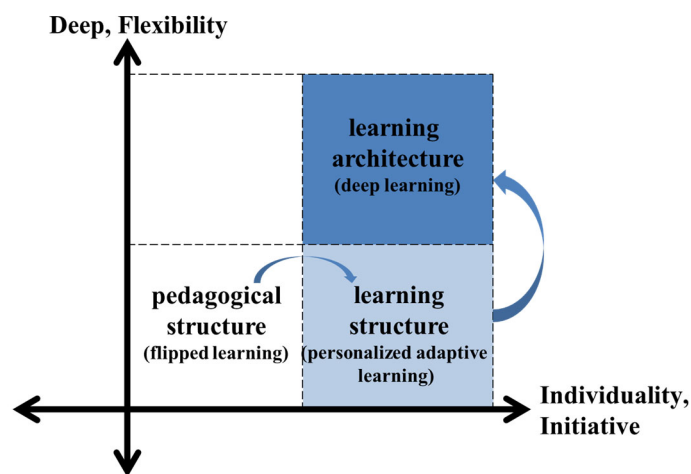 Deep, Flexibility
learning
architecture
(deep learning)
pedagogical
structure
(flipped learning)
learning
structure
(personalized adaptive
learning)
Individuality,
Initiative